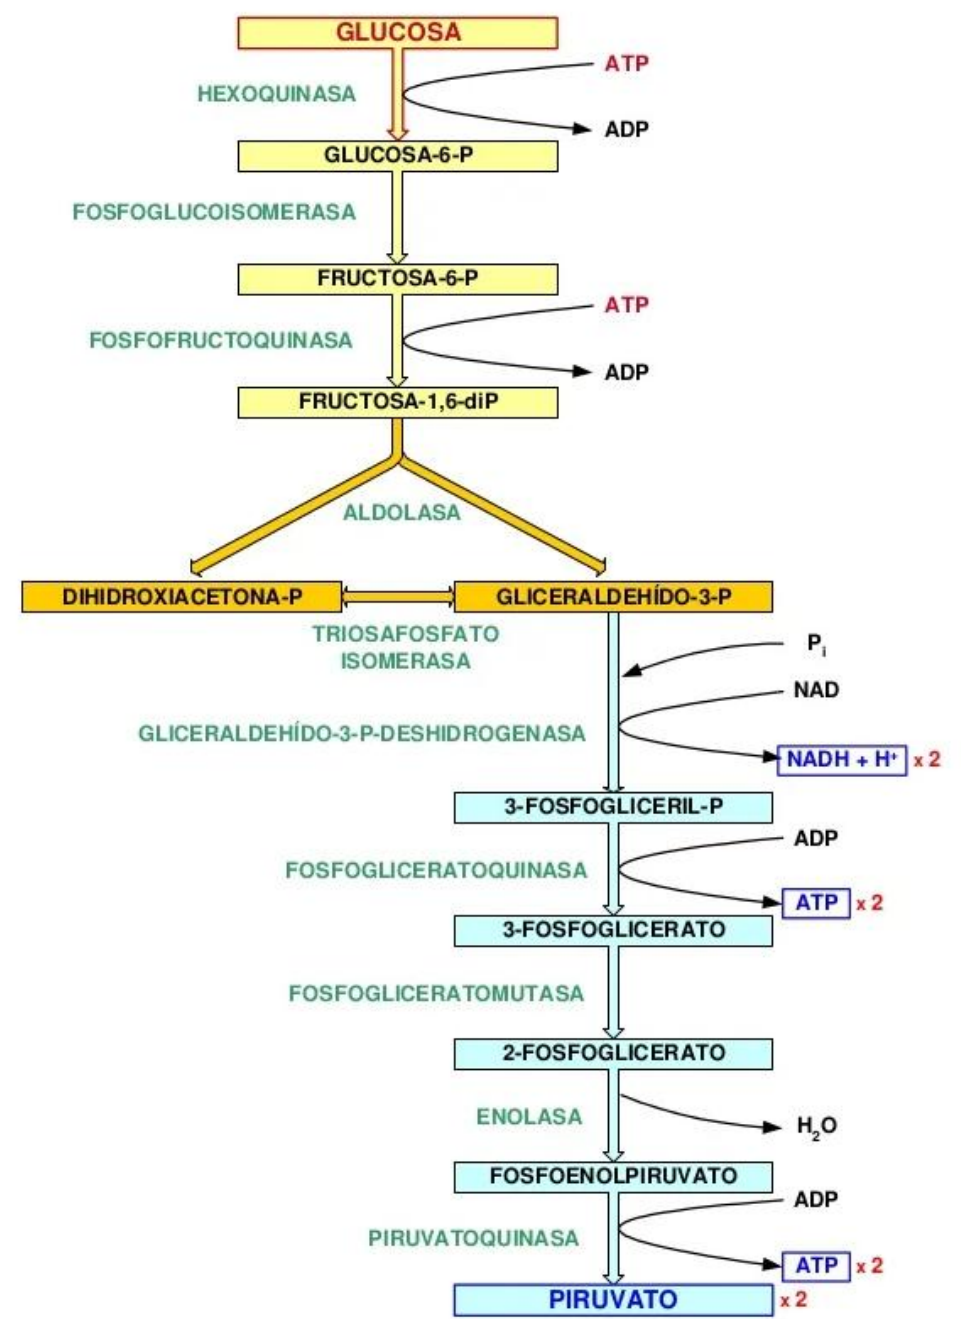 GLUCOSA
ATP
HEXOQUINASA
ADP
GLUCOSA-6-P
FOSFOGLUCOISOMERASA
FRUCTOSA-6-P
ATP
FOSFOFRUCTOQUINASA
ADP
FRUCTOSA-1,6-diP
ALDOLASA
DIHIDROXIACETONA-P
GLICERALDEHÍDO-3-P
TRIOSAFOSFATO
ISOMERASA
Pi
NAD
GLICERALDEHÍDO-3-P-DESHIDROGENASA
NADH + H⁺ x 2
3-FOSFOGLICERIL-P
ADP
FOSFOGLICERATOQUINASA
ATP x 2
3-FOSFOGLICERATO
FOSFOGLICERATOMUTASA
2-FOSFOGLICERATO
ENOLASA
H₂O
FOSFOENOLPIRUVATO
ADP
PIRUVATOQUINASA
ATP x 2
PIRUVATO x 2